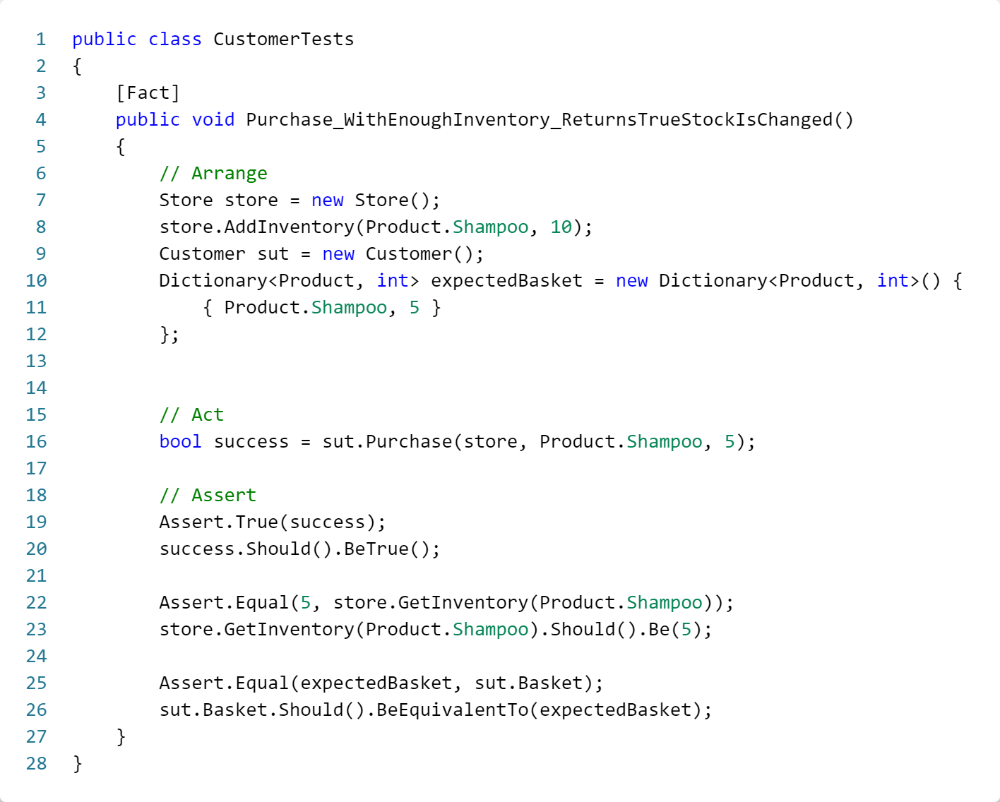 1 public class CustomerTests
2 {
3     [Fact]
4     public void Purchase_WithEnoughInventory_ReturnsTrueStockIsChanged()
5     {
6         // Arrange
7         Store store = new Store();
8         store.AddInventory(Product.Shampoo, 10);
9         Customer sut = new Customer();
10         Dictionary<Product, int> expectedBasket = new Dictionary<Product, int>() {
11             { Product.Shampoo, 5 }
12         };
13
14
15         // Act
16         bool success = sut.Purchase(store, Product.Shampoo, 5);
17
18         // Assert
19         Assert.True(success);
20         success.Should().BeTrue();
21
22         Assert.Equal(5, store.GetInventory(Product.Shampoo));
23         store.GetInventory(Product.Shampoo).Should().Be(5);
24
25         Assert.Equal(expectedBasket, sut.Basket);
26         sut.Basket.Should().BeEquivalentTo(expectedBasket);
27     }
28 }